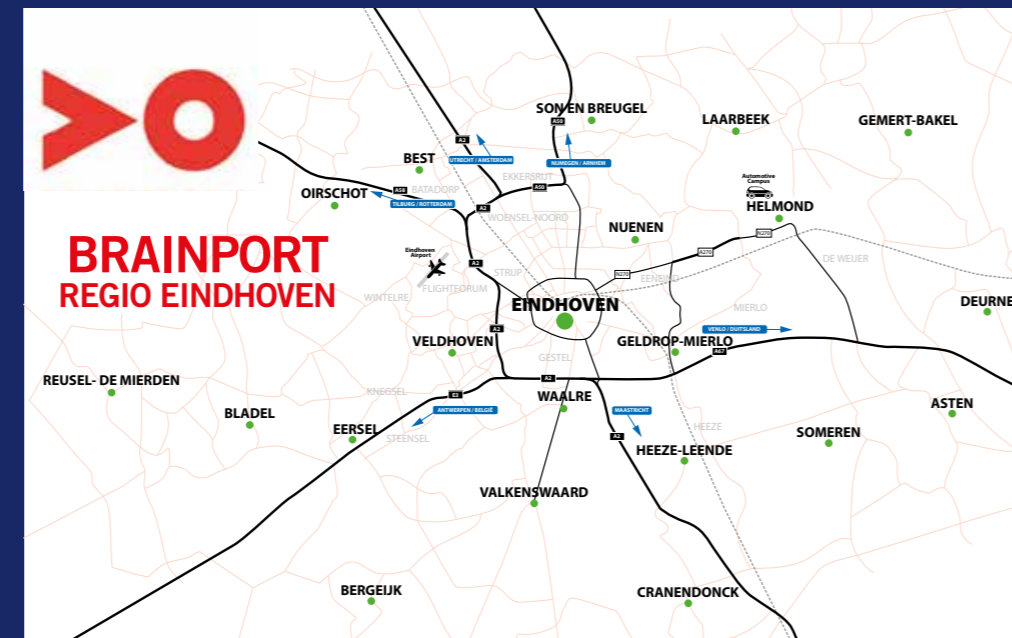 SON EN BREUGEL
A50
LAARBEEK
GEMERT-BAKEL
A2
UTRECHT / AMSTERDAM
NIJMEGEN / ARNHEM
BEST
EKKERSRIJT
Automotive
Campus
OIRSCHOT
A58
BATADORP
A50
TILBURG / ROTTERDAM
A2
WOENSEL-NOORD
HELMOND
NUENEN
N270
BRAINPORT
REGIO EINDHOVEN
Eindhoven
Airport
A2
STRIJP
A270
N270
EENEIND
DE WEIJER
WINTELRE
FLIGHTFORUM
EINDHOVEN
MIERLO
DEURNE
A2
VENLO / DUITSLAND
VELDHOVEN
GELDROP-MIERLO
A67
GESTEL
REUSEL- DE MIERDEN
A2
KNEGSEL
E3
WAALRE
BLADEL
ANTWERPEN / BELGIË
MAASTRICHT
ASTEN
EERSEL
STEENSEL
A2
HEEZE
SOMEREN
HEEZE-LEENDE
VALKENSWAARD
BERGEIJK
CRANENDONCK